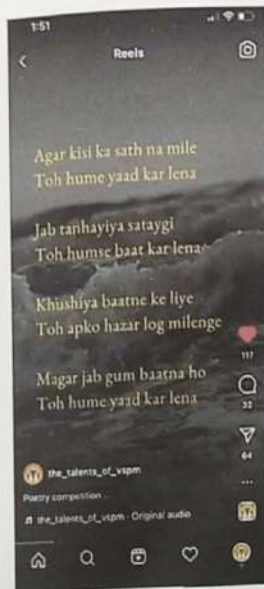 1:51
Reels
Agar kisi ka sath na mile
Toh hume yaad kar lena
Jab tanhayiya sataygi
Toh humse baat kar lena
Khushiya baatne ke liye
Toh apko hazar log milenge
Magar jab gum baatna ho
Toh hume yaad kar lena
117
32
64
the_talents_of_vspm
Poetry competition ..
the_talents_of_vspm · Original audio